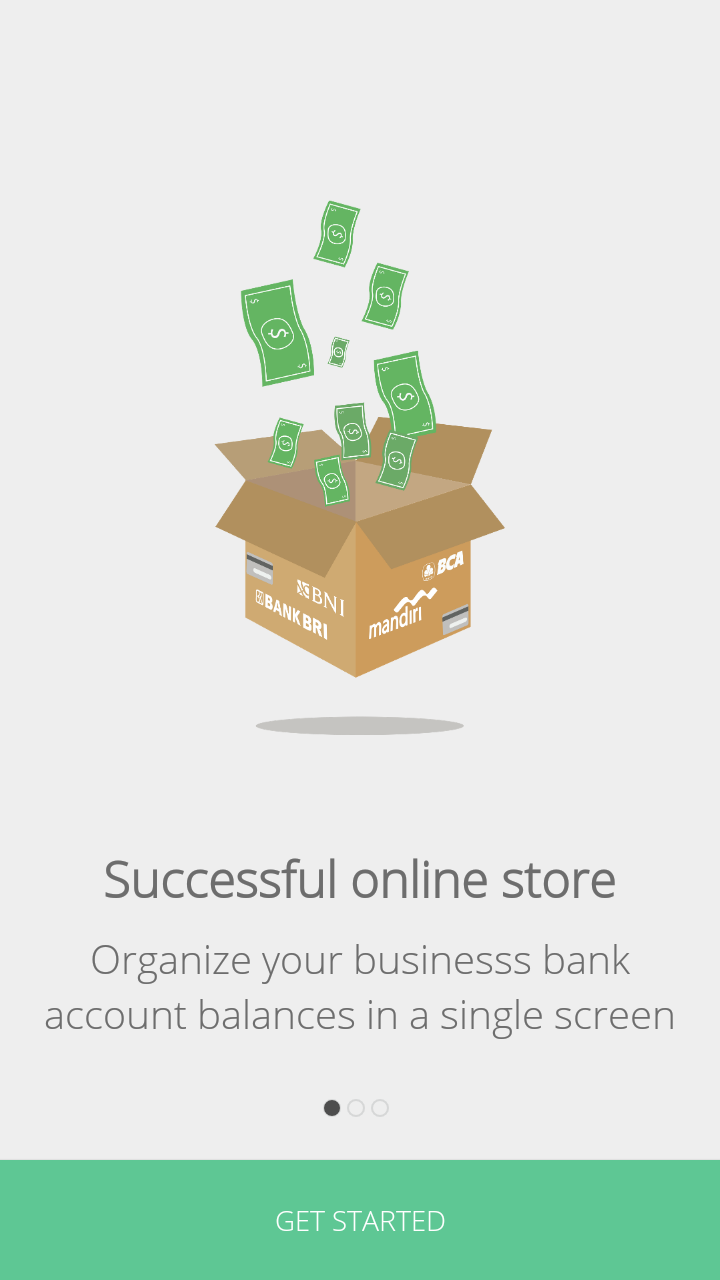 BCA
BNI
BANK BRI
mandiri
Successful online store
Organize your businesss bank
account balances in a single screen
GET STARTED